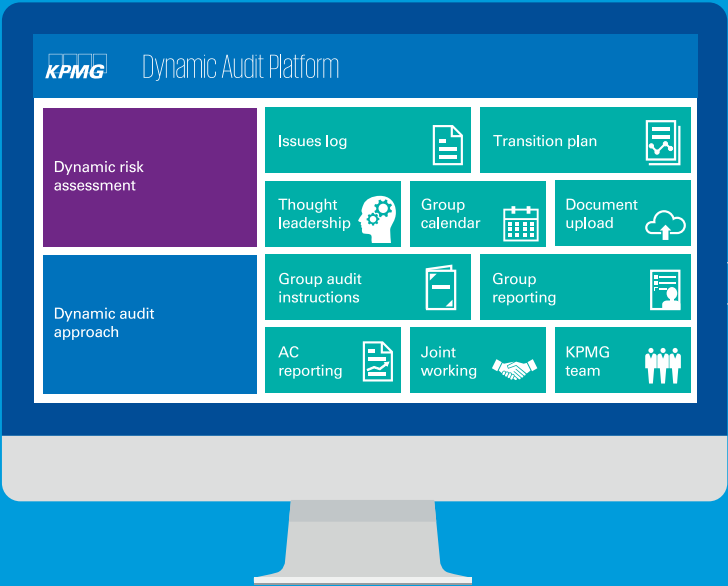 KPMG Dynamic Audit Platform
Dynamic risk
assessment
Issues log
Transition plan
Thought
leadership
Group
calendar
Document
upload
Dynamic audit
approach
Group audit
instructions
Group
reporting
AC
reporting
Joint
working
KPMG
team